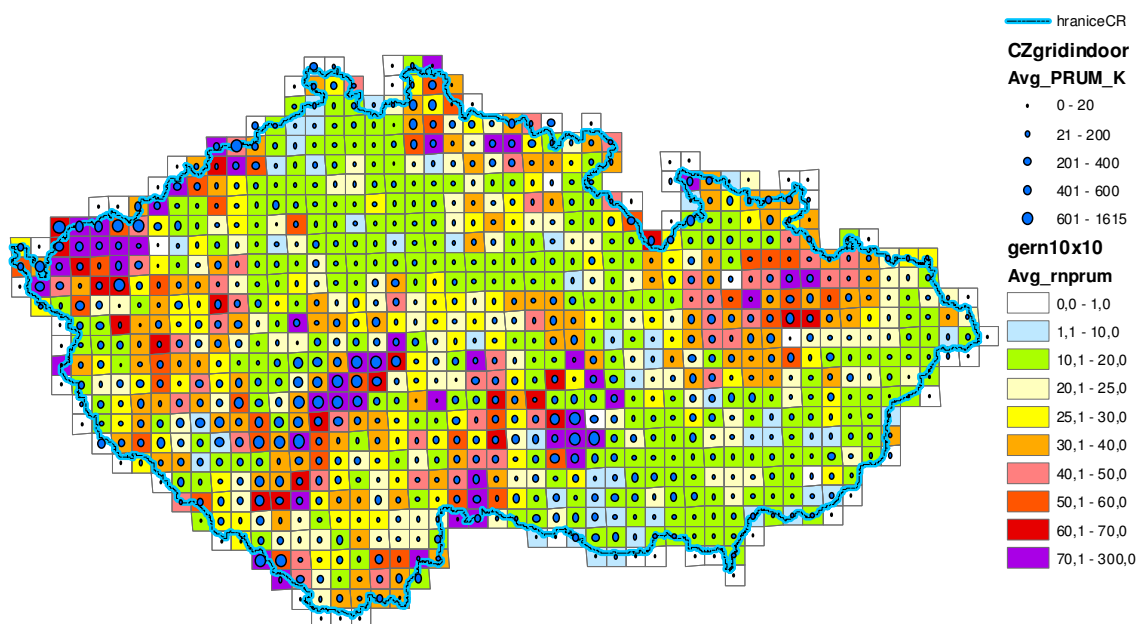 hraniceCR
CZgridindoor
Avg_PRUM_K
0 - 20
21 - 200
201 - 400
401 - 600
601 - 1615
gern10x10
Avg_rnprum
0,0 - 1,0
1,1 - 10,0
10,1 - 20,0
20,1 - 25,0
25,1 - 30,0
30,1 - 40,0
40,1 - 50,0
50,1 - 60,0
60,1 - 70,0
70,1 - 300,0